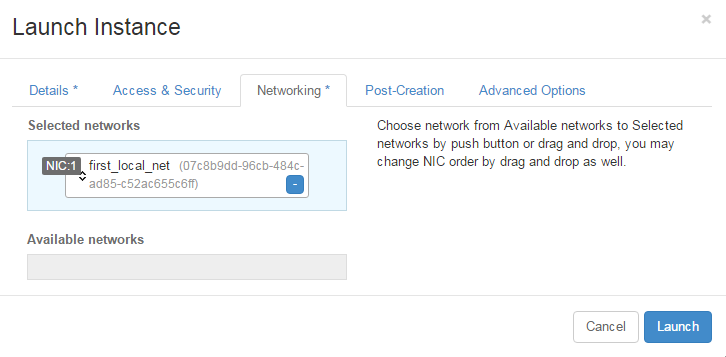 Launch Instance
×
Details *
Access & Security
Networking *
Post-Creation
Advanced Options
Selected networks
NIC:1
first_local_net (07c8b9dd-96cb-484c-
ad85-c52ac655c6ff)
-
Choose network from Available networks to Selected
networks by push button or drag and drop, you may
change NIC order by drag and drop as well.
Available networks
Cancel
Launch